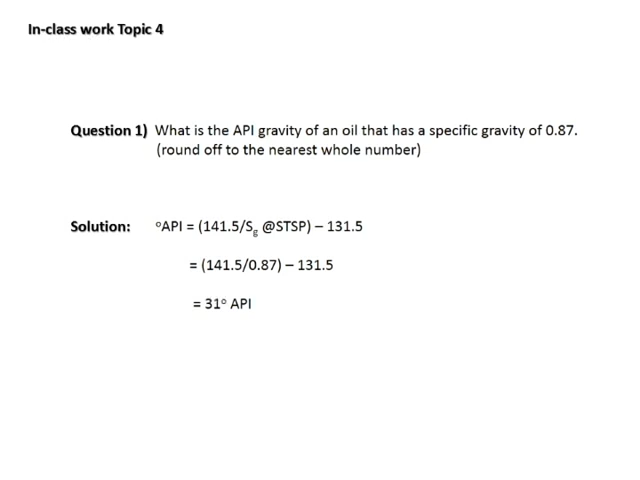 In-class work Topic 4
Question 1) What is the API gravity of an oil that has a specific gravity of 0.87.
(round off to the nearest whole number)
Solution: °API = (141.5/Sg @STSP) – 131.5
= (141.5/0.87) – 131.5
= 31° API